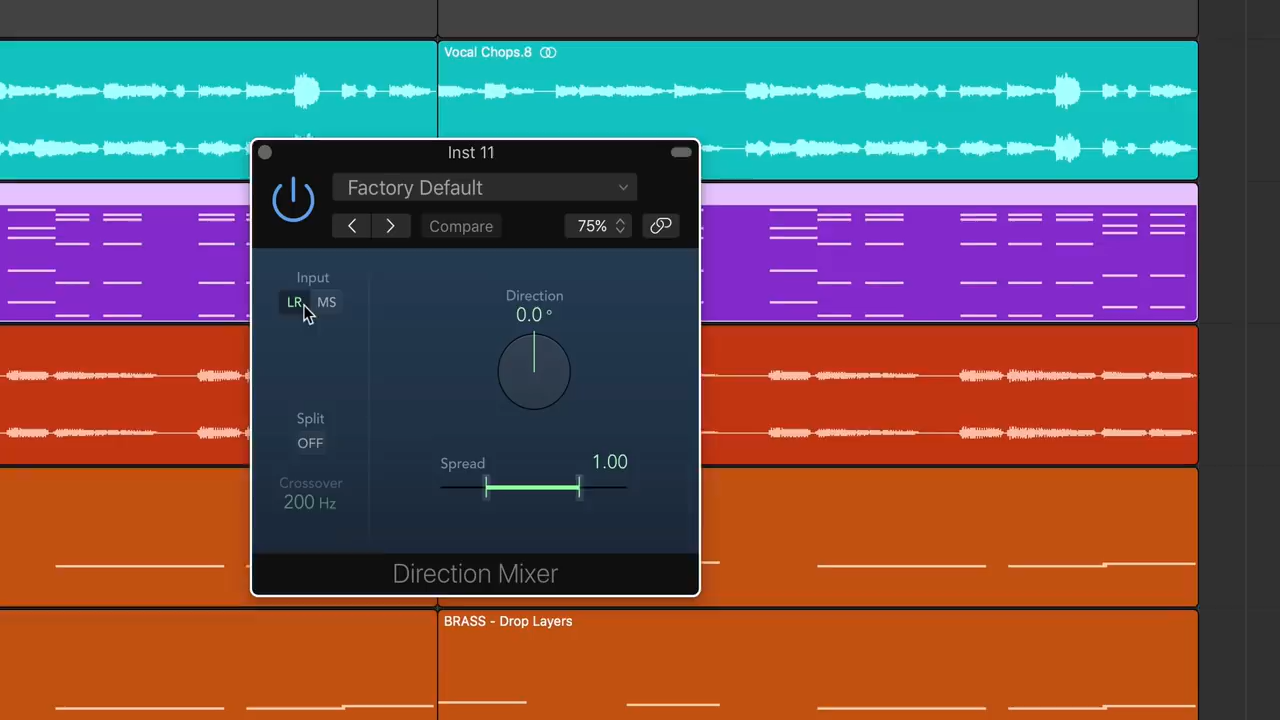 Vocal Chops.8
Inst 11
Factory Default
Compare
75%
Input
LR MS
Direction
0.0 °
Split
OFF
Spread
1.00
Crossover
200 Hz
Direction Mixer
BRASS - Drop Layers